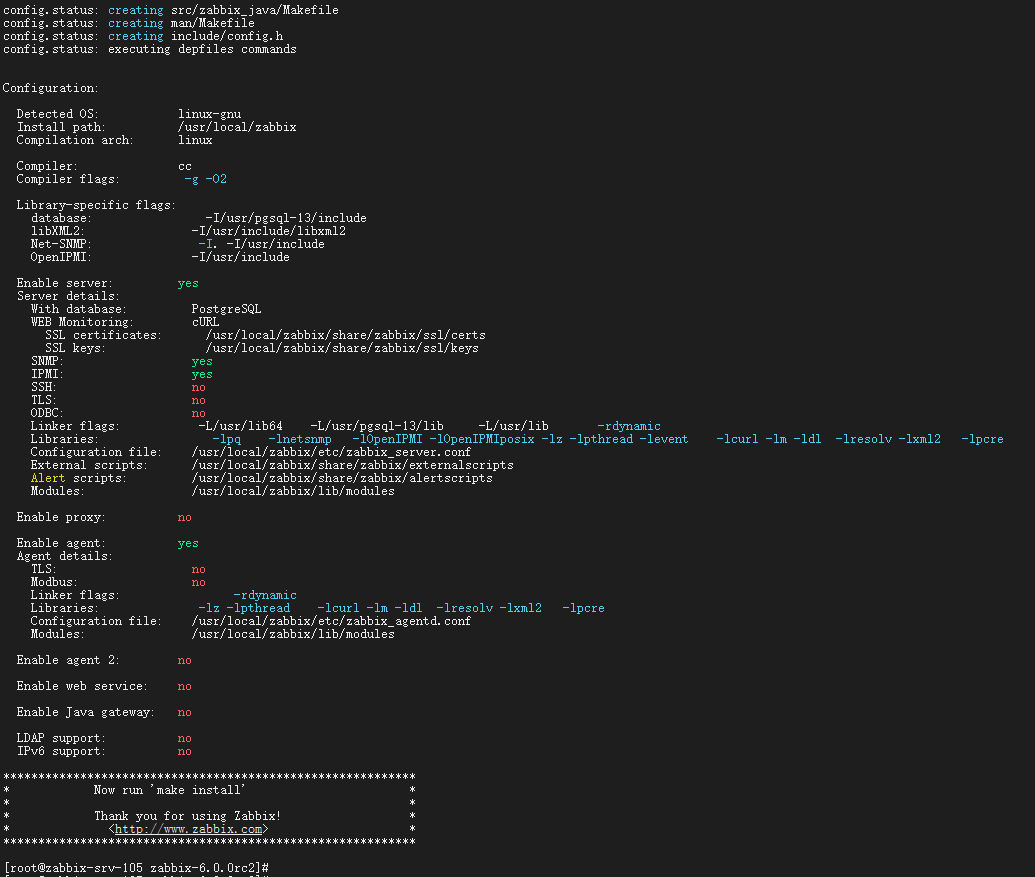 config.status: creating src/zabbix_java/Makefile
config.status: creating man/Makefile
config.status: creating include/config.h
config.status: executing depfiles commands
Configuration:
Detected OS: linux-gnu
Install path: /usr/local/zabbix
Compilation arch: linux
Compiler: cc
Compiler flags: -g -O2
Library-specific flags:
database: -I/usr/pgsql-13/include
libXML2: -I/usr/include/libxml2
Net-SNMP: -I. -I/usr/include
OpenIPMI: -I/usr/include
Enable server: yes
Server details:
With database: PostgreSQL
WEB Monitoring: cURL
SSL certificates: /usr/local/zabbix/share/zabbix/ssl/certs
SSL keys: /usr/local/zabbix/share/zabbix/ssl/keys
SNMP: yes
IPMI: yes
SSH: no
TLS: no
ODBC: no
Linker flags: -L/usr/lib64 -L/usr/pgsql-13/lib -L/usr/lib -rdynamic
Libraries: -lpq -lnetsnmp -lOpenIPMI -lOpenIPMIposix -lz -lpthread -levent -lcurl -lm -ldl -lresolv -lxml2 -lpcre
Configuration file: /usr/local/zabbix/etc/zabbix_server.conf
External scripts: /usr/local/zabbix/share/zabbix/externalscripts
Alert scripts: /usr/local/zabbix/share/zabbix/alertscripts
Modules: /usr/local/zabbix/lib/modules
Enable proxy: no
Enable agent: yes
Agent details:
TLS: no
Modbus: no
Linker flags: -rdynamic
Libraries: -lz -lpthread -lcurl -lm -ldl -lresolv -lxml2 -lpcre
Configuration file: /usr/local/zabbix/etc/zabbix_agentd.conf
Modules: /usr/local/zabbix/lib/modules
Enable agent 2: no
Enable web service: no
Enable Java gateway: no
LDAP support: no
IPv6 support: no
***********************************************************
* Now run 'make install' *
* *
* Thank you for using Zabbix! *
* <http://www.zabbix.com> *
***********************************************************
[root@zabbix-srv-105 zabbix-6.0.0rc2]#